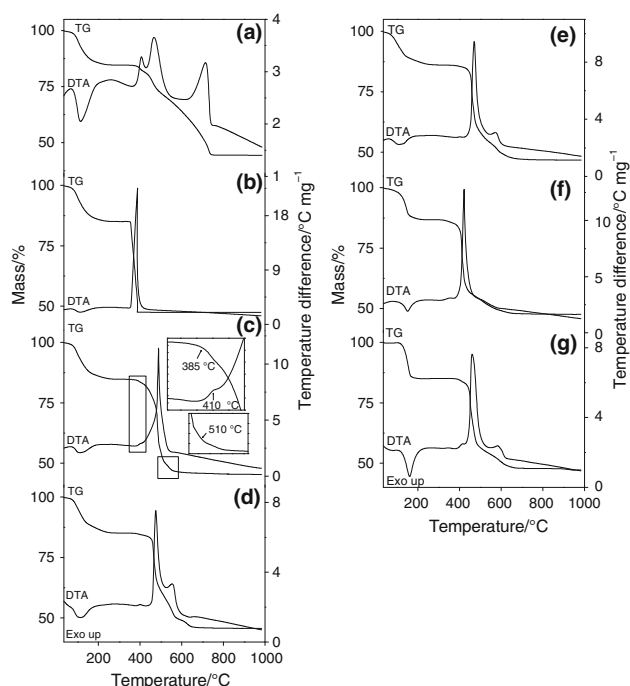 (a)
TG
DTA
100
75
50
4
3
2
1
(b)
TG
DTA
100
75
50
18
9
0
(c)
TG
DTA
100
75
50
10
5
0
385 °C
410 °C
510 °C
(d)
TG
DTA
Exo up
100
75
50
8
6
4
2
0
200 400 600 800 1000
Temperature/°C
Mass/%
Temperature difference/°C mg⁻¹
(e)
TG
DTA
100
75
50
8
4
0
(f)
TG
DTA
100
75
50
10
5
0
(g)
TG
DTA
Exo up
100
75
50
8
6
4
2
0
200 400 600 800 1000
Temperature/°C
Mass/%
Temperature difference/°C mg⁻¹